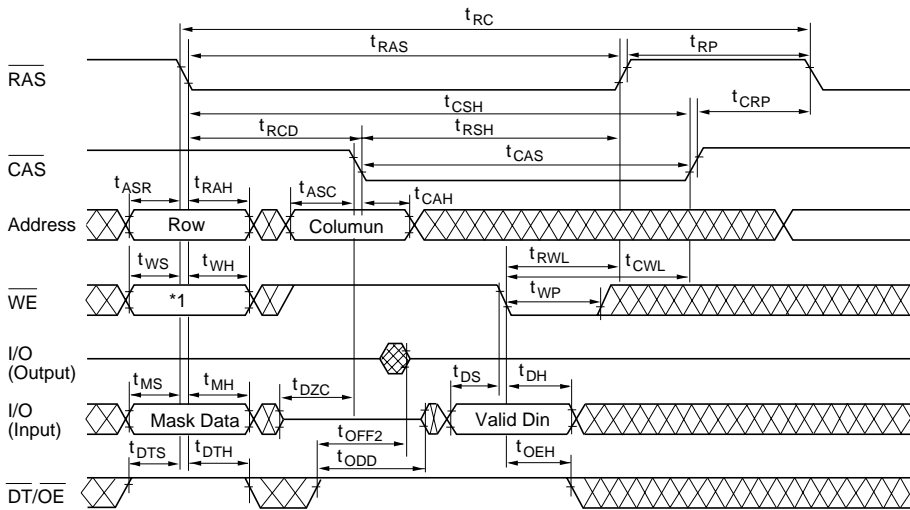 tRC
tRAS
tRP
RAS
tCSH
tCRP
tRCD
tRSH
CAS
tCAS
tASR
tRAH
tASC
tCAH
Address
Row
Columun
tWS
tWH
tRWL
tCWL
WE
*1
tWP
I/O
(Output)
tMS
tMH
tDZC
tDS
tDH
I/O
(Input)
Mask Data
Valid Din
tDTS
tDTH
tOFF2
tODD
tOEH
DT/OE